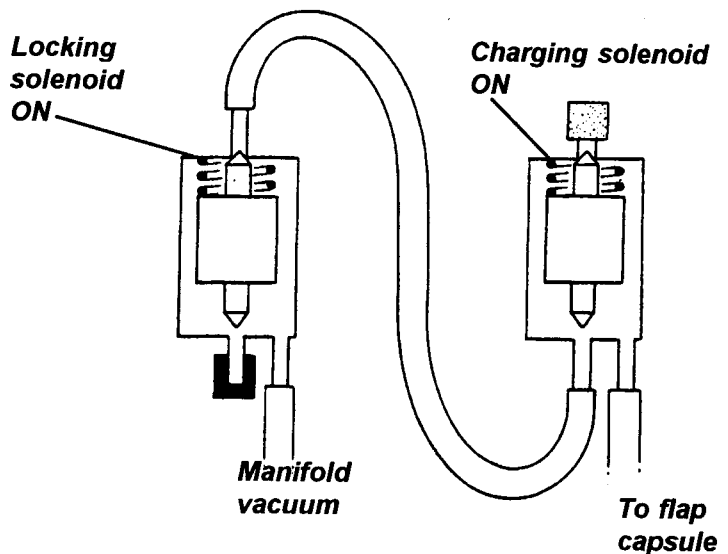 Locking
solenoid
ON
Charging solenoid
ON
Manifold
vacuum
To flap
capsule